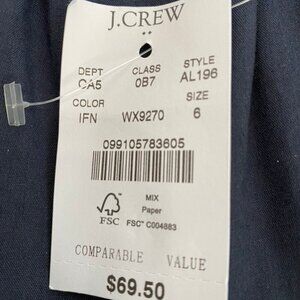 J.CREW
DEPT CLASS STYLE
CA5 0B7 AL196
COLOR SIZE
IFN WX9270 6
099105783605
MIX
Paper
FSC FSC™ C004883
COMPARABLE VALUE
$69.50